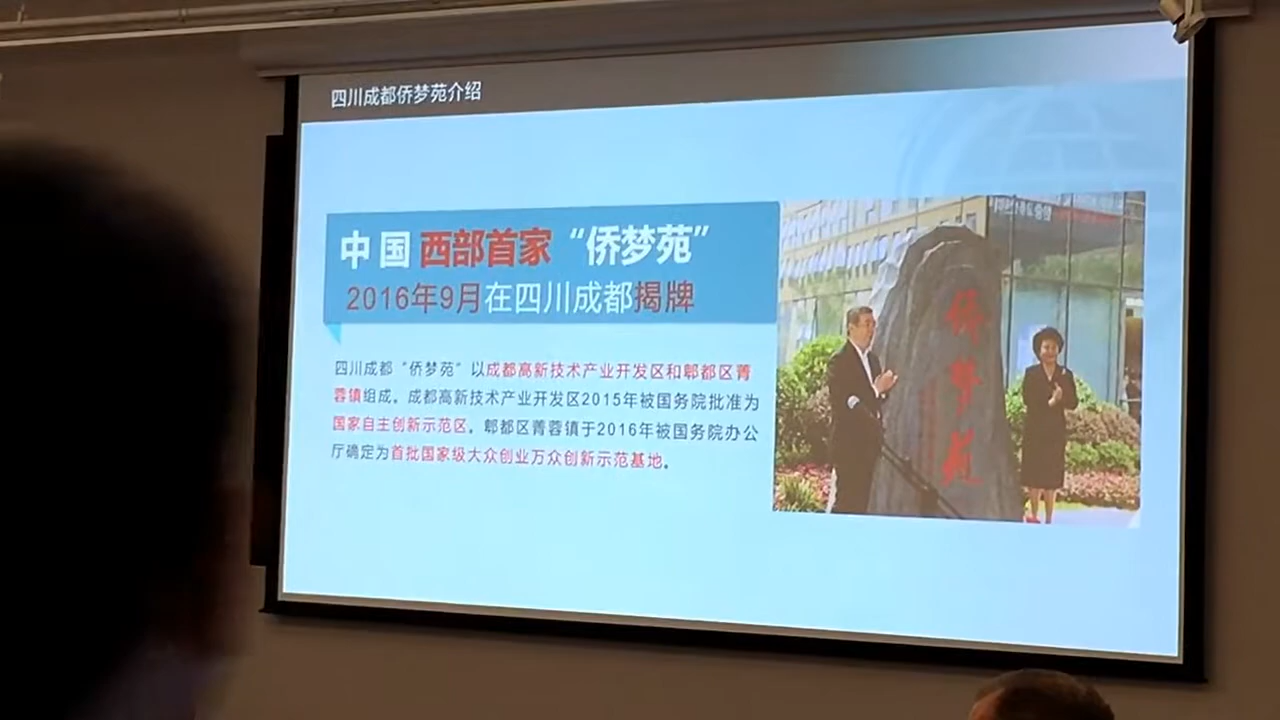 四川成都侨梦苑介绍
中国西部首家“侨梦苑”
2016年9月在四川成都揭牌
四川成都“侨梦苑”以成都高新技术产业开发区和郫都区菁
蓉镇组成。成都高新技术产业开发区2015年被国务院批准为
国家自主创新示范区。郫都区菁蓉镇于2016年被国务院办公
厅确定为首批国家级大众创业万众创新示范基地。
侨梦苑